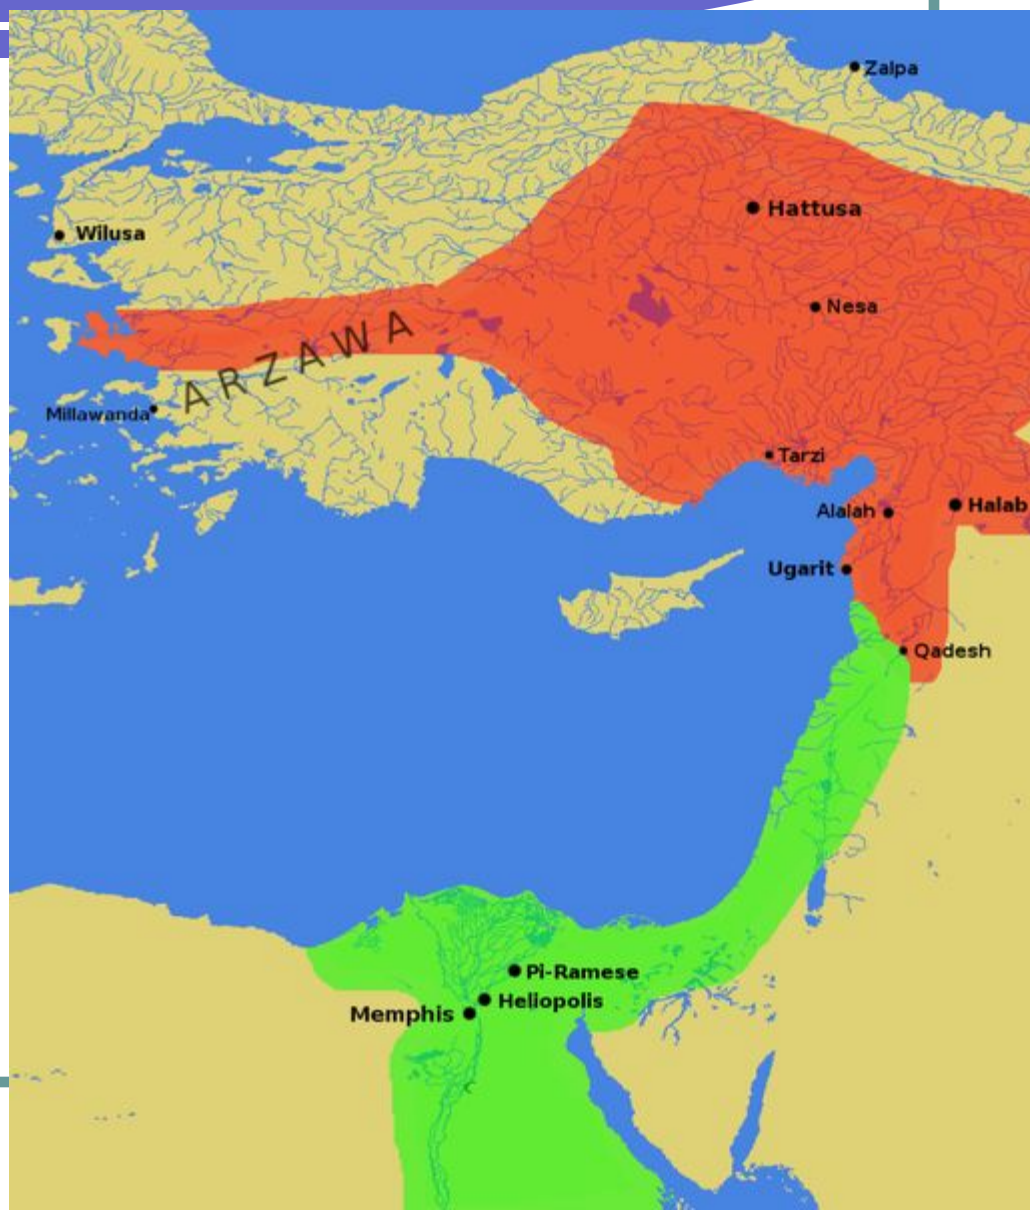 Zalpa
Hattusa
Wilusa
Nesa
ARZAWA
Millawanda
Tarzi
Halab
Alalah
Ugarit
Qadesh
Pi-Ramese
Heliopolis
Memphis